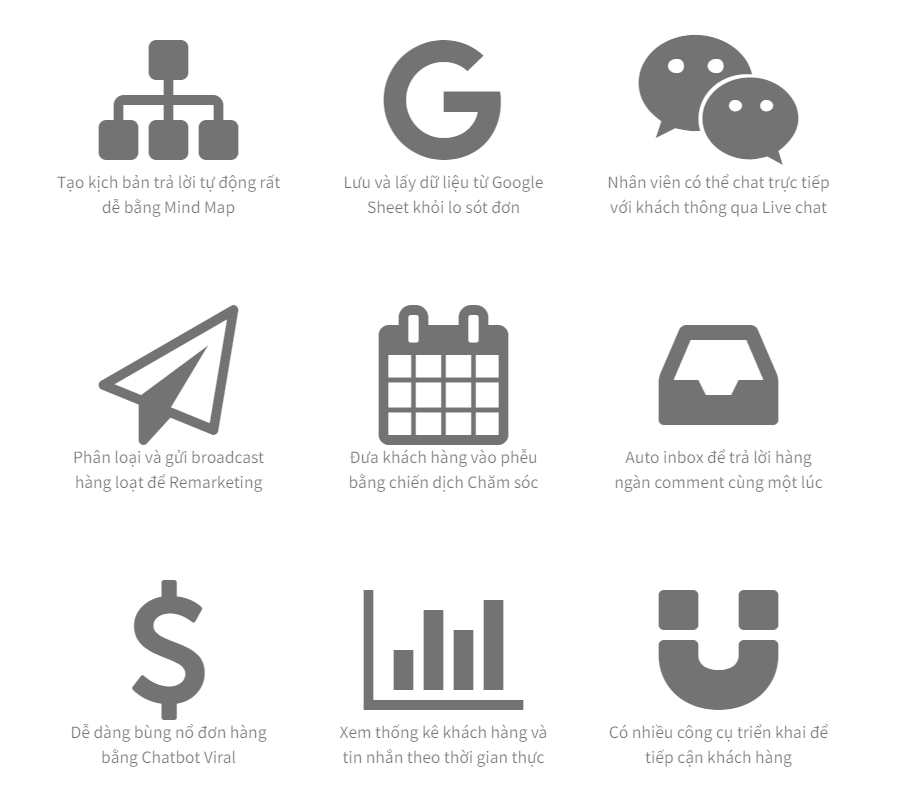 Tạo kịch bản trả lời tự động rất
dễ bằng Mind Map
Lưu và lấy dữ liệu từ Google
Sheet khỏi lo sót đơn
Nhân viên có thể chat trực tiếp
với khách thông qua Live chat
Phân loại và gửi broadcast
hàng loạt để Remarketing
Đưa khách hàng vào phễu
bằng chiến dịch Chăm sóc
Auto inbox để trả lời hàng
ngàn comment cùng một lúc
Dễ dàng bùng nổ đơn hàng
bằng Chatbot Viral
Xem thống kê khách hàng và
tin nhắn theo thời gian thực
Có nhiều công cụ triển khai để
tiếp cận khách hàng